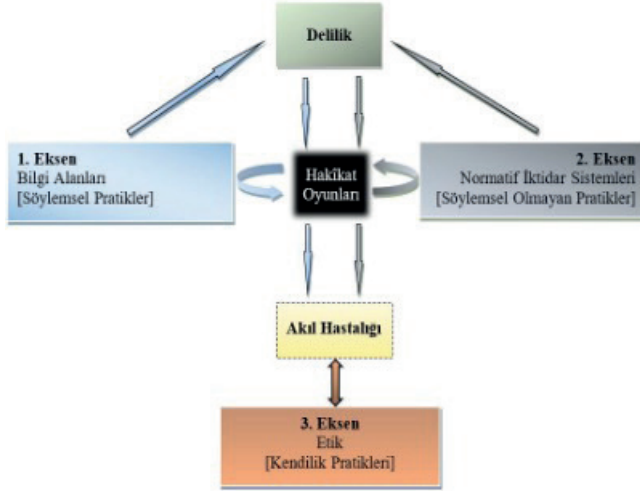 Delilik
1. Eksen
Bilgi Alanları
[Söylemsel Pratikler]
Hakîkat
Oyunları
2. Eksen
Normatif İktidar Sistemleri
[Söylemsel Olmayan Pratikler]
Akıl Hastalığı
3. Eksen
Etik
[Kendilik Pratikleri]